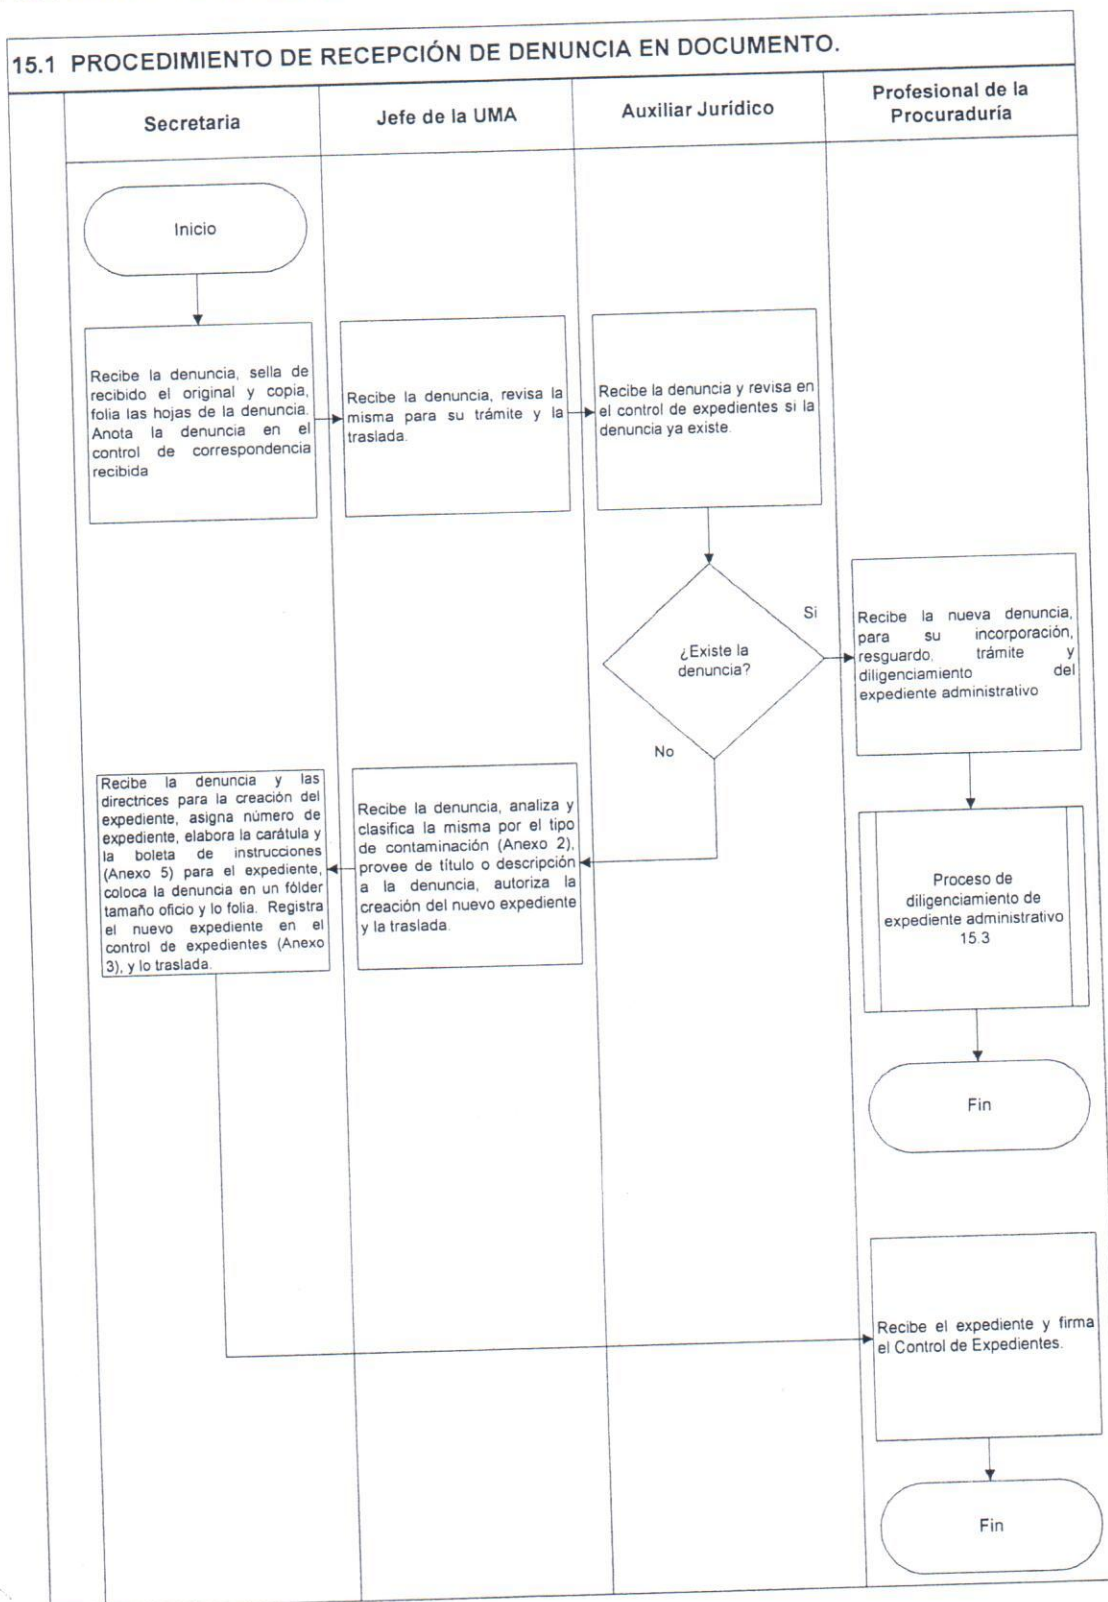 15.1 PROCEDIMIENTO DE RECEPCIÓN DE DENUNCIA EN DOCUMENTO.
Secretaria
Jefe de la UMA
Auxiliar Jurídico
Profesional de la
Procuraduría
Inicio
Recibe la denuncia, sella de
recibido el original y copia,
folia las hojas de la denuncia.
Anota la denuncia en el
control de correspondencia
recibida
Recibe la denuncia, revisa la
misma para su trámite y la
traslada.
Recibe la denuncia y revisa en
el control de expedientes si la
denuncia ya existe.
¿Existe la
denuncia?
Si
No
Recibe la nueva denuncia,
para su incorporación,
resguardo, trámite y
diligenciamiento del
expediente administrativo
Recibe la denuncia, analiza y
clasifica la misma por el tipo
de contaminación (Anexo 2),
provee de título o descripción
a la denuncia, autoriza la
creación del nuevo expediente
y la traslada.
Recibe la denuncia y las
directrices para la creación del
expediente, asigna número de
expediente, elabora la carátula y
la boleta de instrucciones
(Anexo 5) para el expediente,
coloca la denuncia en un fólder
tamaño oficio y lo folia. Registra
el nuevo expediente en el
control de expedientes (Anexo
3), y lo traslada.
Proceso de
diligenciamiento de
expediente administrativo
15.3
Fin
Recibe el expediente y firma
el Control de Expedientes.
Fin